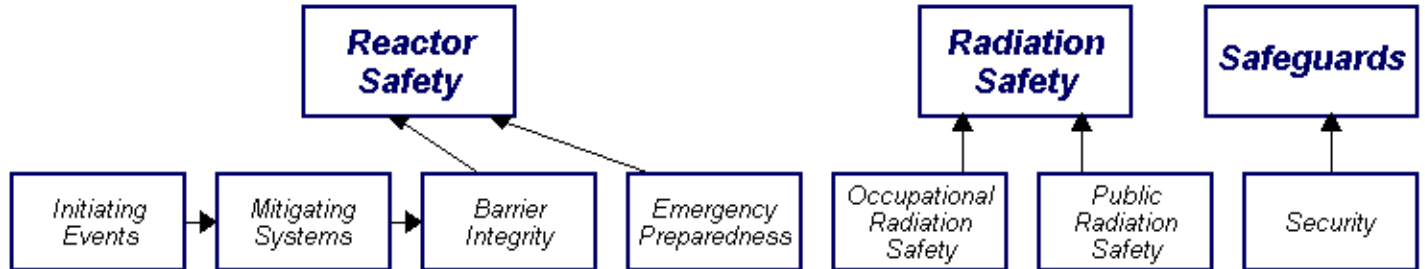 Reactor
Safety
Radiation
Safety
Safeguards
Initiating
Events
Mitigating
Systems
Barrier
Integrity
Emergency
Preparedness
Occupational
Radiation
Safety
Public
Radiation
Safety
Security